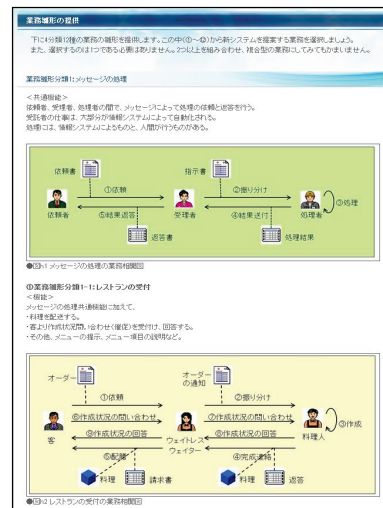 業務雛形の提供
下に4分類12種の業務の雛形を提供します。この中(①～⑫)から新システムを提案する業務を選択しましょう。
また、選択するのは1つである必要はありません。2つ以上を組み合わせ、複合型の業務にしてみてもかまいません。
業務雛形分類1:メッセージの処理
＜共通機能＞
依頼者、受理者、処理者の間で、メッセージによって処理の依頼と返答を行う。
受託者の仕事は、大部分が情報システムによって自動化される。
処理には、情報システムによるものと、人間が行うものがある。
依頼書
指示書
①依頼
②振り分け
③処理
⑤結果返答
④結果送付
依頼者
受理者
処理者
返答書
処理結果
●図h1 メッセージの処理の業務相関図
①業務雛形分類1-1:レストランの受付
＜機能＞
メッセージの処理共通機能に加えて、
・料理を配送する。
・客より作成状況問い合わせ(催促)を受付け、回答する。
・その他、メニューの提示、メニュー項目の説明など。
オーダー
オーダーの通知
①依頼
②振り分け
⑥作成状況の問い合わせ
⑦作成状況の問い合わせ
③作成
⑨作成状況の回答
⑧作成状況の回答
客
ウェイトレス
ウェイター
料理人
⑤配膳
④完成連絡
料理
請求書
料理
返答
●図h2 レストランの受付の業務相関図